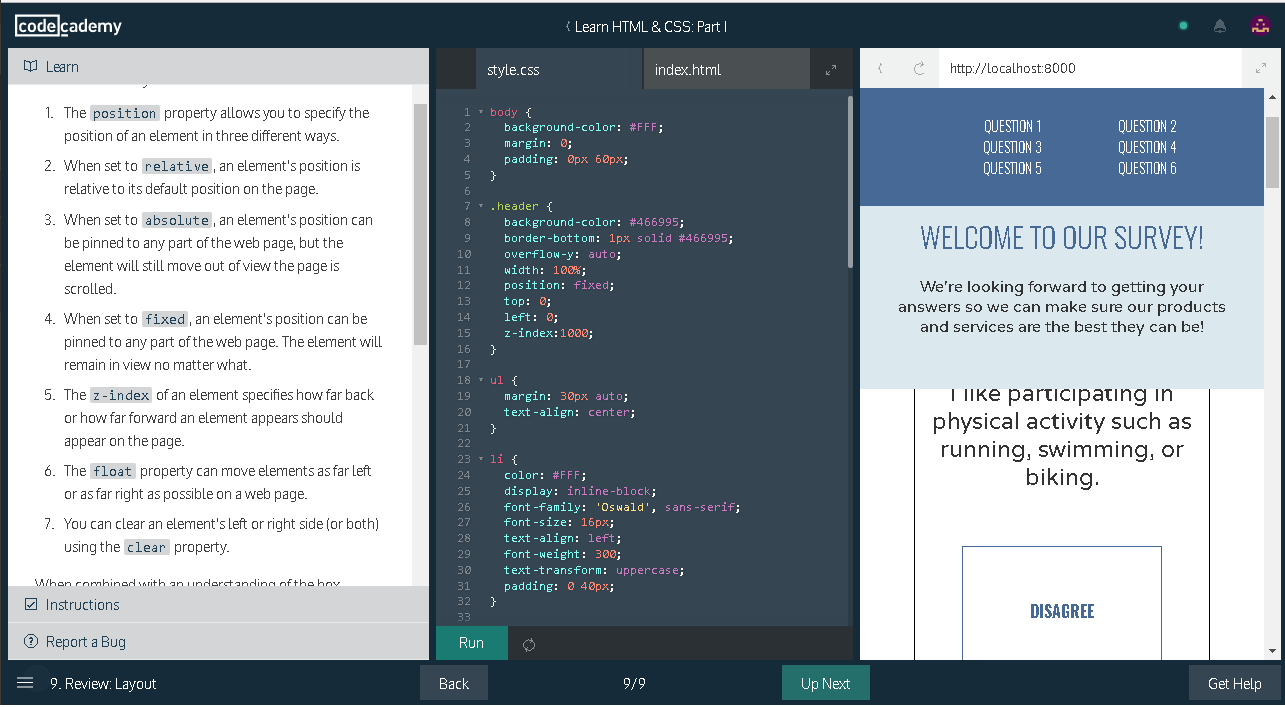 codecademy
Learn HTML & CSS: Part I
Learn
1. The position property allows you to specify the
position of an element in three different ways.
2. When set to relative, an element's position is
relative to its default position on the page.
3. When set to absolute, an element's position can
be pinned to any part of the web page, but the
element will still move out of view the page is
scrolled.
4. When set to fixed, an element's position can be
pinned to any part of the web page. The element will
remain in view no matter what.
5. The z-index of an element specifies how far back
or how far forward an element appears should
appear on the page.
6. The float property can move elements as far left
or as far right as possible on a web page.
7. You can clear an element's left or right side (or both)
using the clear property.
When combined with an understanding of the box
Instructions
Report a Bug
style.css
index.html
1 body {
2 background-color: #FFF;
3 margin: 0;
4 padding: 0px 60px;
5 }
6
7 .header {
8 background-color: #466995;
9 border-bottom: 1px solid #466995;
10 overflow-y: auto;
11 width: 100%;
12 position: fixed;
13 top: 0;
14 left: 0;
15 z-index:1000;
16 }
17
18 ul {
19 margin: 30px auto;
20 text-align: center;
21 }
22
23 li {
24 color: #FFF;
25 display: inline-block;
26 font-family: 'Oswald', sans-serif;
27 font-size: 16px;
28 text-align: left;
29 font-weight: 300;
30 text-transform: uppercase;
31 padding: 0 40px;
32 }
33
Run
http://localhost:8000
QUESTION 1 QUESTION 2
QUESTION 3 QUESTION 4
QUESTION 5 QUESTION 6
WELCOME TO OUR SURVEY!
We're looking forward to getting your
answers so we can make sure our products
and services are the best they can be!
I like participating in
physical activity such as
running, swimming, or
biking.
DISAGREE
9. Review: Layout
Back
9/9
Up Next
Get Help